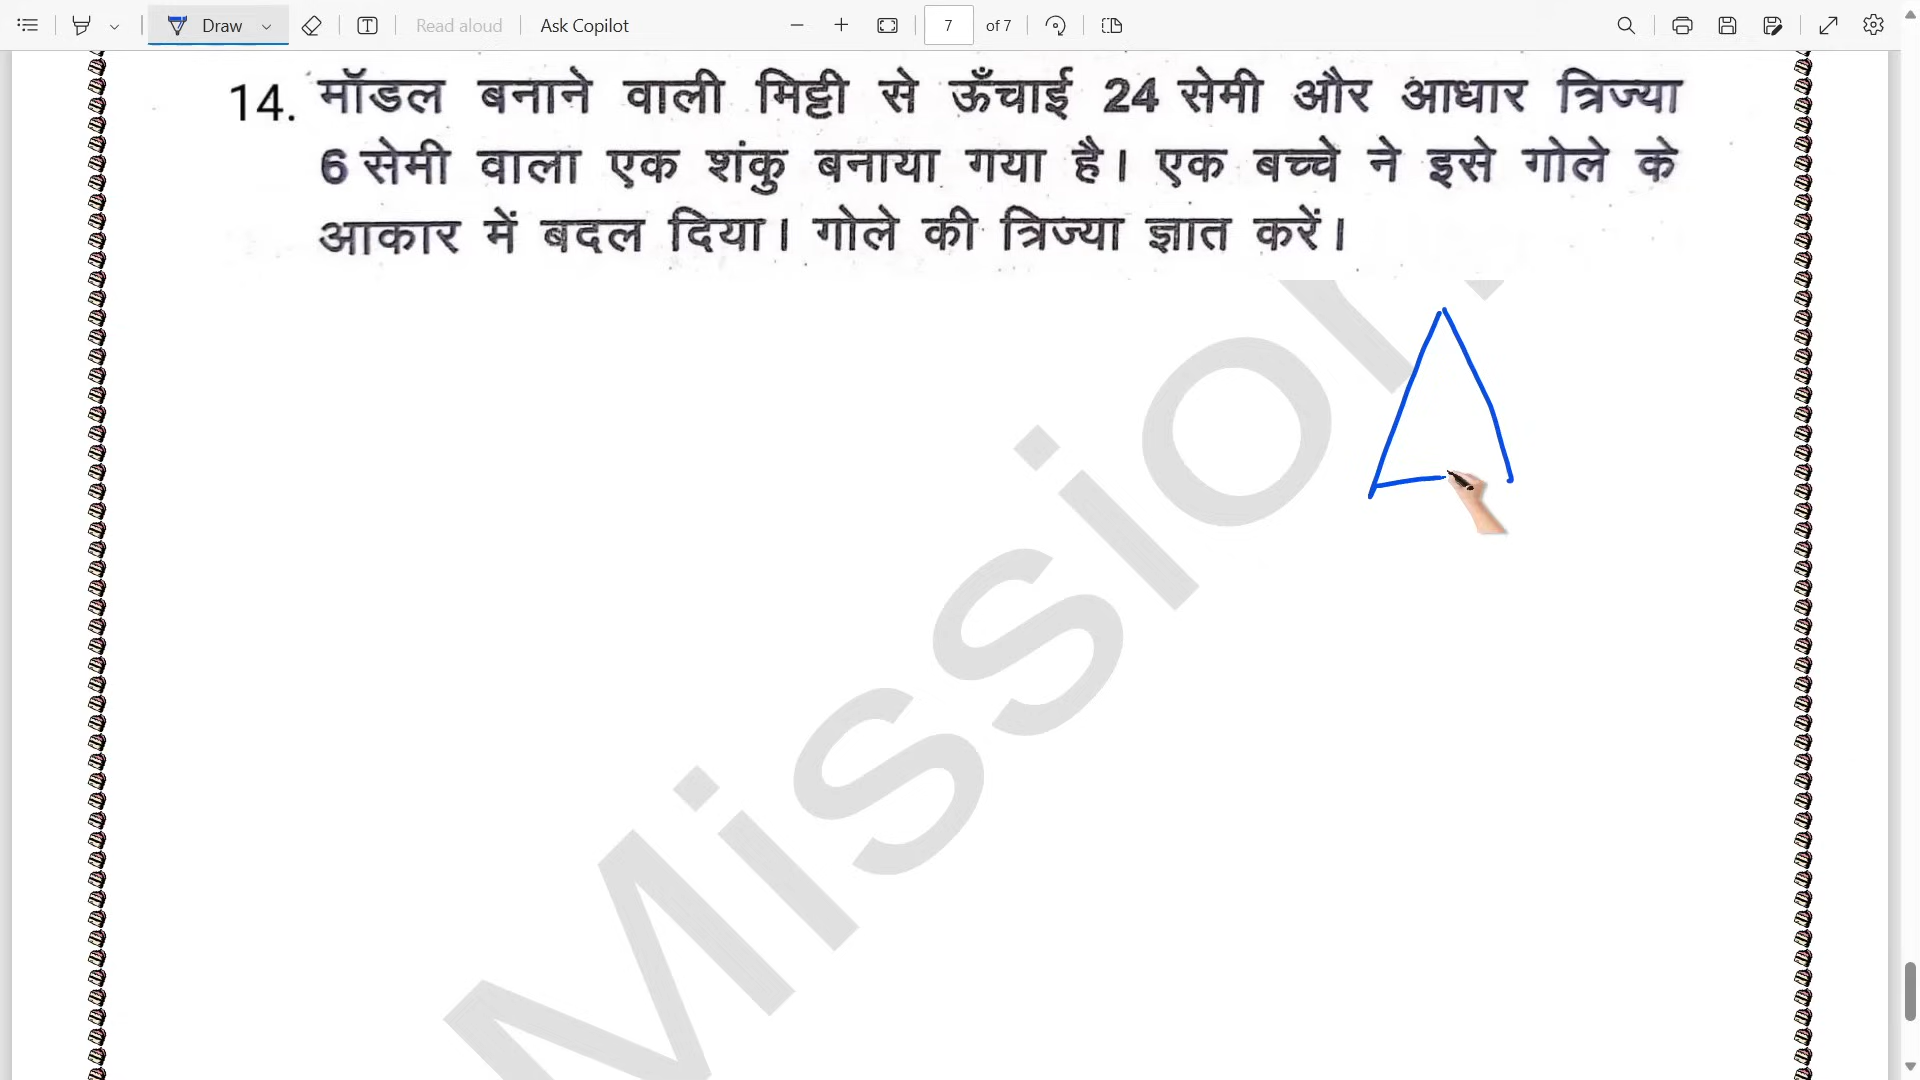 Draw
Read aloud
Ask Copilot
7 of 7
14. मॉडल बनाने वाली मिट्टी से ऊँचाई 24 सेमी और आधार त्रिज्या
6 सेमी वाला एक शंकु बनाया गया है। एक बच्चे ने इसे गोले के
आकार में बदल दिया। गोले की त्रिज्या ज्ञात करें।
Mission